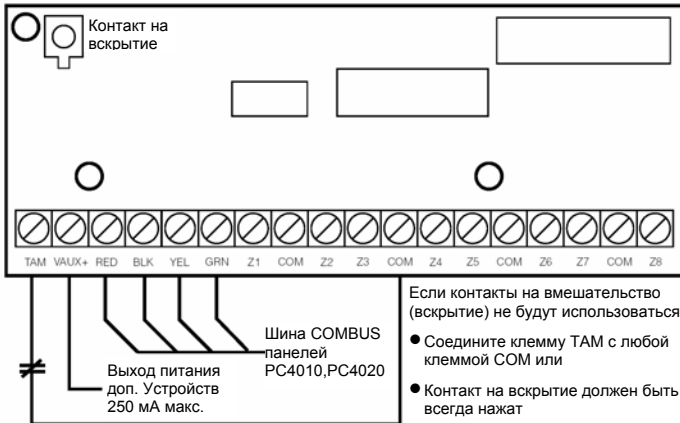 Контакт на
вскрытие
TAM VAUX+ RED BLK YEL GRN Z1 COM Z2 Z3 COM Z4 Z5 COM Z6 Z7 COM Z8
Шина COMBUS
панелей
PC4010,PC4020
Выход питания
доп. Устройств
250 мА макс.
Если контакты на вмешательство
(вскрытие) не будут использоваться
● Соедините клемму ТАМ с любой
клеммой СОМ или
● Контакт на вскрытие должен быть
всегда нажат